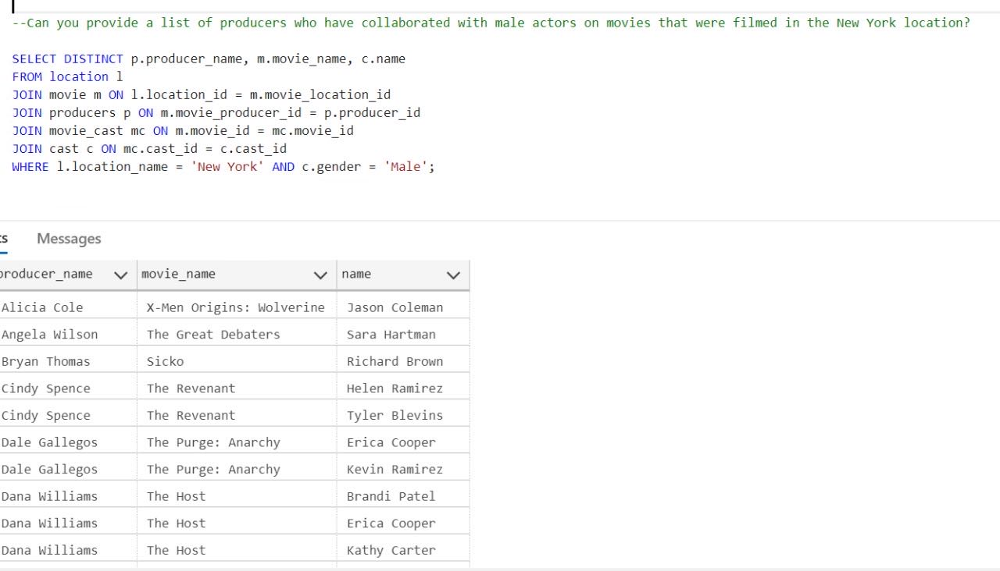 --Can you provide a list of producers who have collaborated with male actors on movies that were filmed in the New York location?
SELECT DISTINCT p.producer_name, m.movie_name, c.name
FROM location l
JOIN movie m ON l.location_id = m.movie_location_id
JOIN producers p ON m.movie_producer_id = p.producer_id
JOIN movie_cast mc ON m.movie_id = mc.movie_id
JOIN cast c ON mc.cast_id = c.cast_id
WHERE l.location_name = 'New York' AND c.gender = 'Male';
ts Messages
producer_name movie_name name
Alicia Cole X-Men Origins: Wolverine Jason Coleman
Angela Wilson The Great Debaters Sara Hartman
Bryan Thomas Sicko Richard Brown
Cindy Spence The Revenant Helen Ramirez
Cindy Spence The Revenant Tyler Blevins
Dale Gallegos The Purge: Anarchy Erica Cooper
Dale Gallegos The Purge: Anarchy Kevin Ramirez
Dana Williams The Host Brandi Patel
Dana Williams The Host Erica Cooper
Dana Williams The Host Kathy Carter